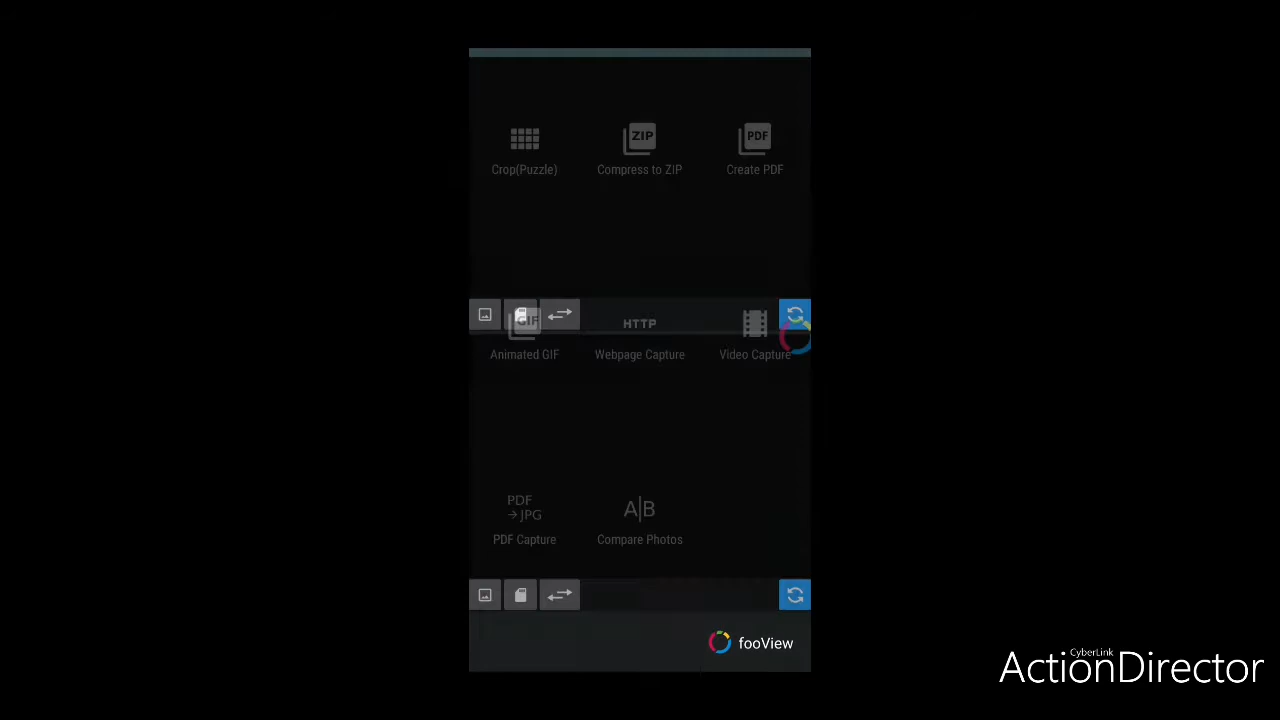 ZIP
PDF
Crop(Puzzle)
Compress to ZIP
Create PDF
GIF
HTTP
Animated GIF
Webpage Capture
Video Capture
PDF
→JPG
A|B
PDF Capture
Compare Photos
fooView
CyberLink
ActionDirector